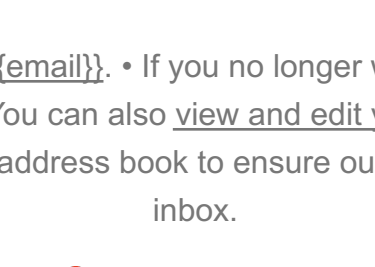 {email}}. • If you no longer
You can also view and edit
address book to ensure ou
inbox.